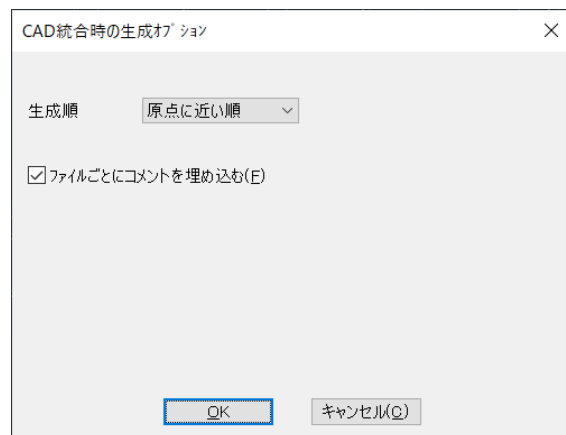 CAD統合時の生成ｵﾌﾟｼｮﾝ
生成順 原点に近い順
ﾌｧｲﾙごとにｺﾒﾝﾄを埋め込む(F)
OK ｷｬﾝｾﾙ(C)